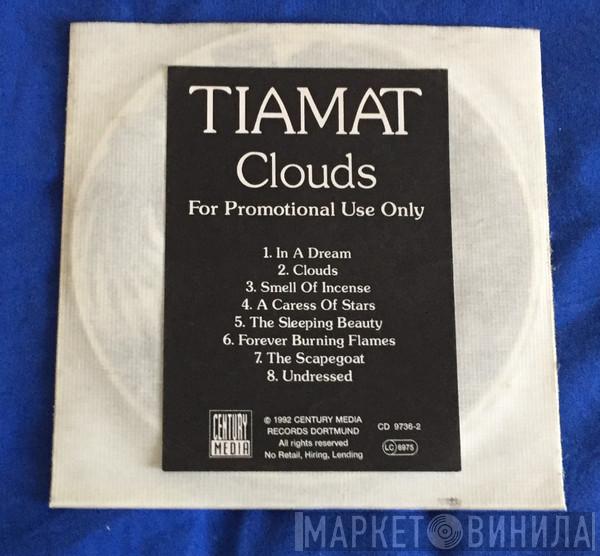 TIAMAT
Clouds
For Promotional Use Only
1. In A Dream
2. Clouds
3. Smell Of Incense
4. A Caress Of Stars
5. The Sleeping Beauty
6. Forever Burning Flames
7. The Scapegoat
8. Undressed
CENTURY
MEDIA
© 1992 CENTURY MEDIA
RECORDS DORTMUND
All rights reserved
No Retail, Hiring, Lending
CD 9736-2
LC 6975
МАРКЕТ ВИНИЛА